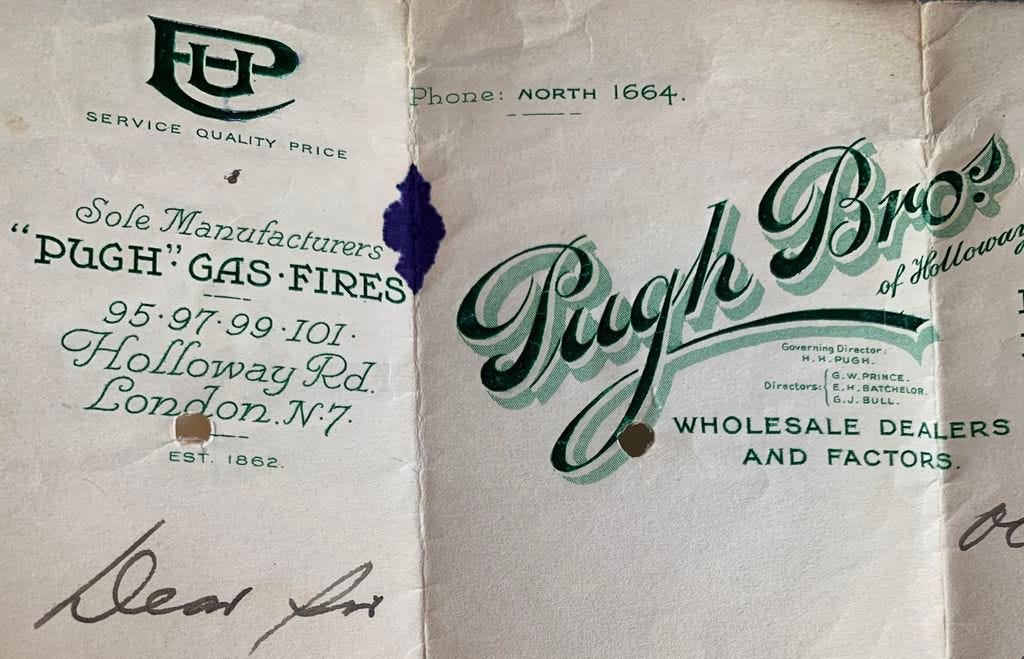 PU
SERVICE QUALITY PRICE
Sole Manufacturers
"PUGH" GAS·FIRES
95·97·99·101·
Holloway Rd.
London.N.7.
EST. 1862.
Phone: NORTH 1664.
Pugh Bros.
of Holloway
Governing Director:
H. H. PUGH.
Directors:
G. W. PRINCE.
E. H. BATCHELOR.
G. J. BULL.
WHOLESALE DEALERS
AND FACTORS.
Dear Sir